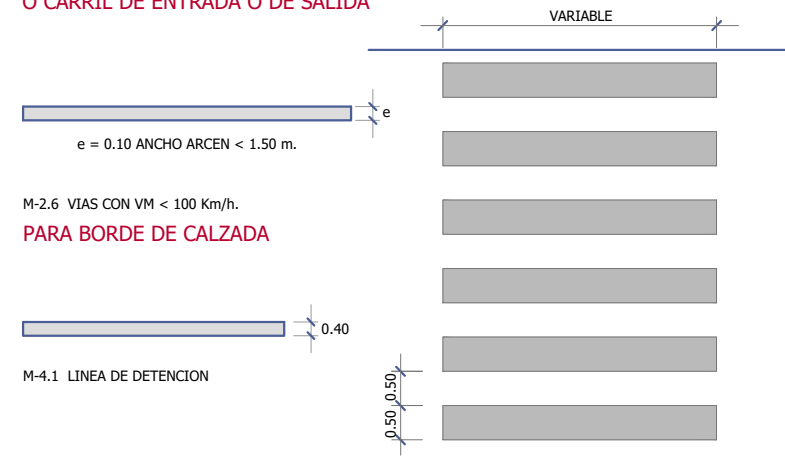 O CARRIL DE ENTRADA O DE SALIDA
e
e = 0.10 ANCHO ARCEN < 1.50 m.
M-2.6 VIAS CON VM < 100 Km/h.
PARA BORDE DE CALZADA
0.40
M-4.1 LINEA DE DETENCION
VARIABLE
0.50
0.50